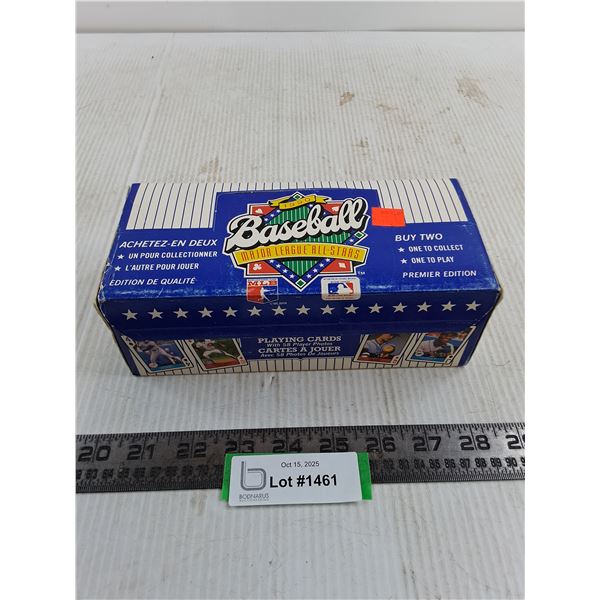 1990
Baseball
MAJOR LEAGUE ALL-STARS
TM
ACHETEZ-EN DEUX
★ UN POUR COLLECTIONNER
★ L'AUTRE POUR JOUER
ÉDITION DE QUALITÉ
BUY TWO
★ ONE TO COLLECT
★ ONE TO PLAY
PREMIER EDITION
PLAYING CARDS
With 58 Player Photos
CARTES À JOUER
Avec 58 Photos De Joueurs
20 21 22 23 24 25 26 27 28 29
Oct 15, 2025
Lot #1461
b
BODNARUS